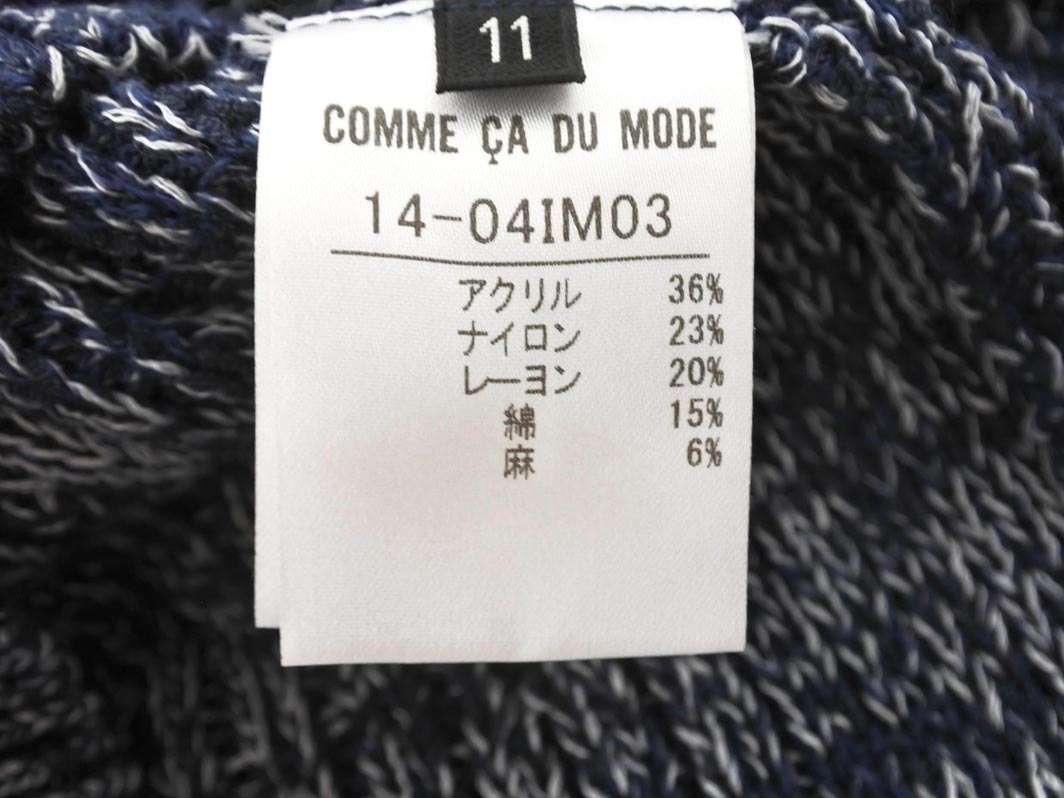 11
COMME ÇA DU MODE
14-04IM03
アクリル 36%
ナイロン 23%
レーヨン 20%
綿 15%
麻 6%